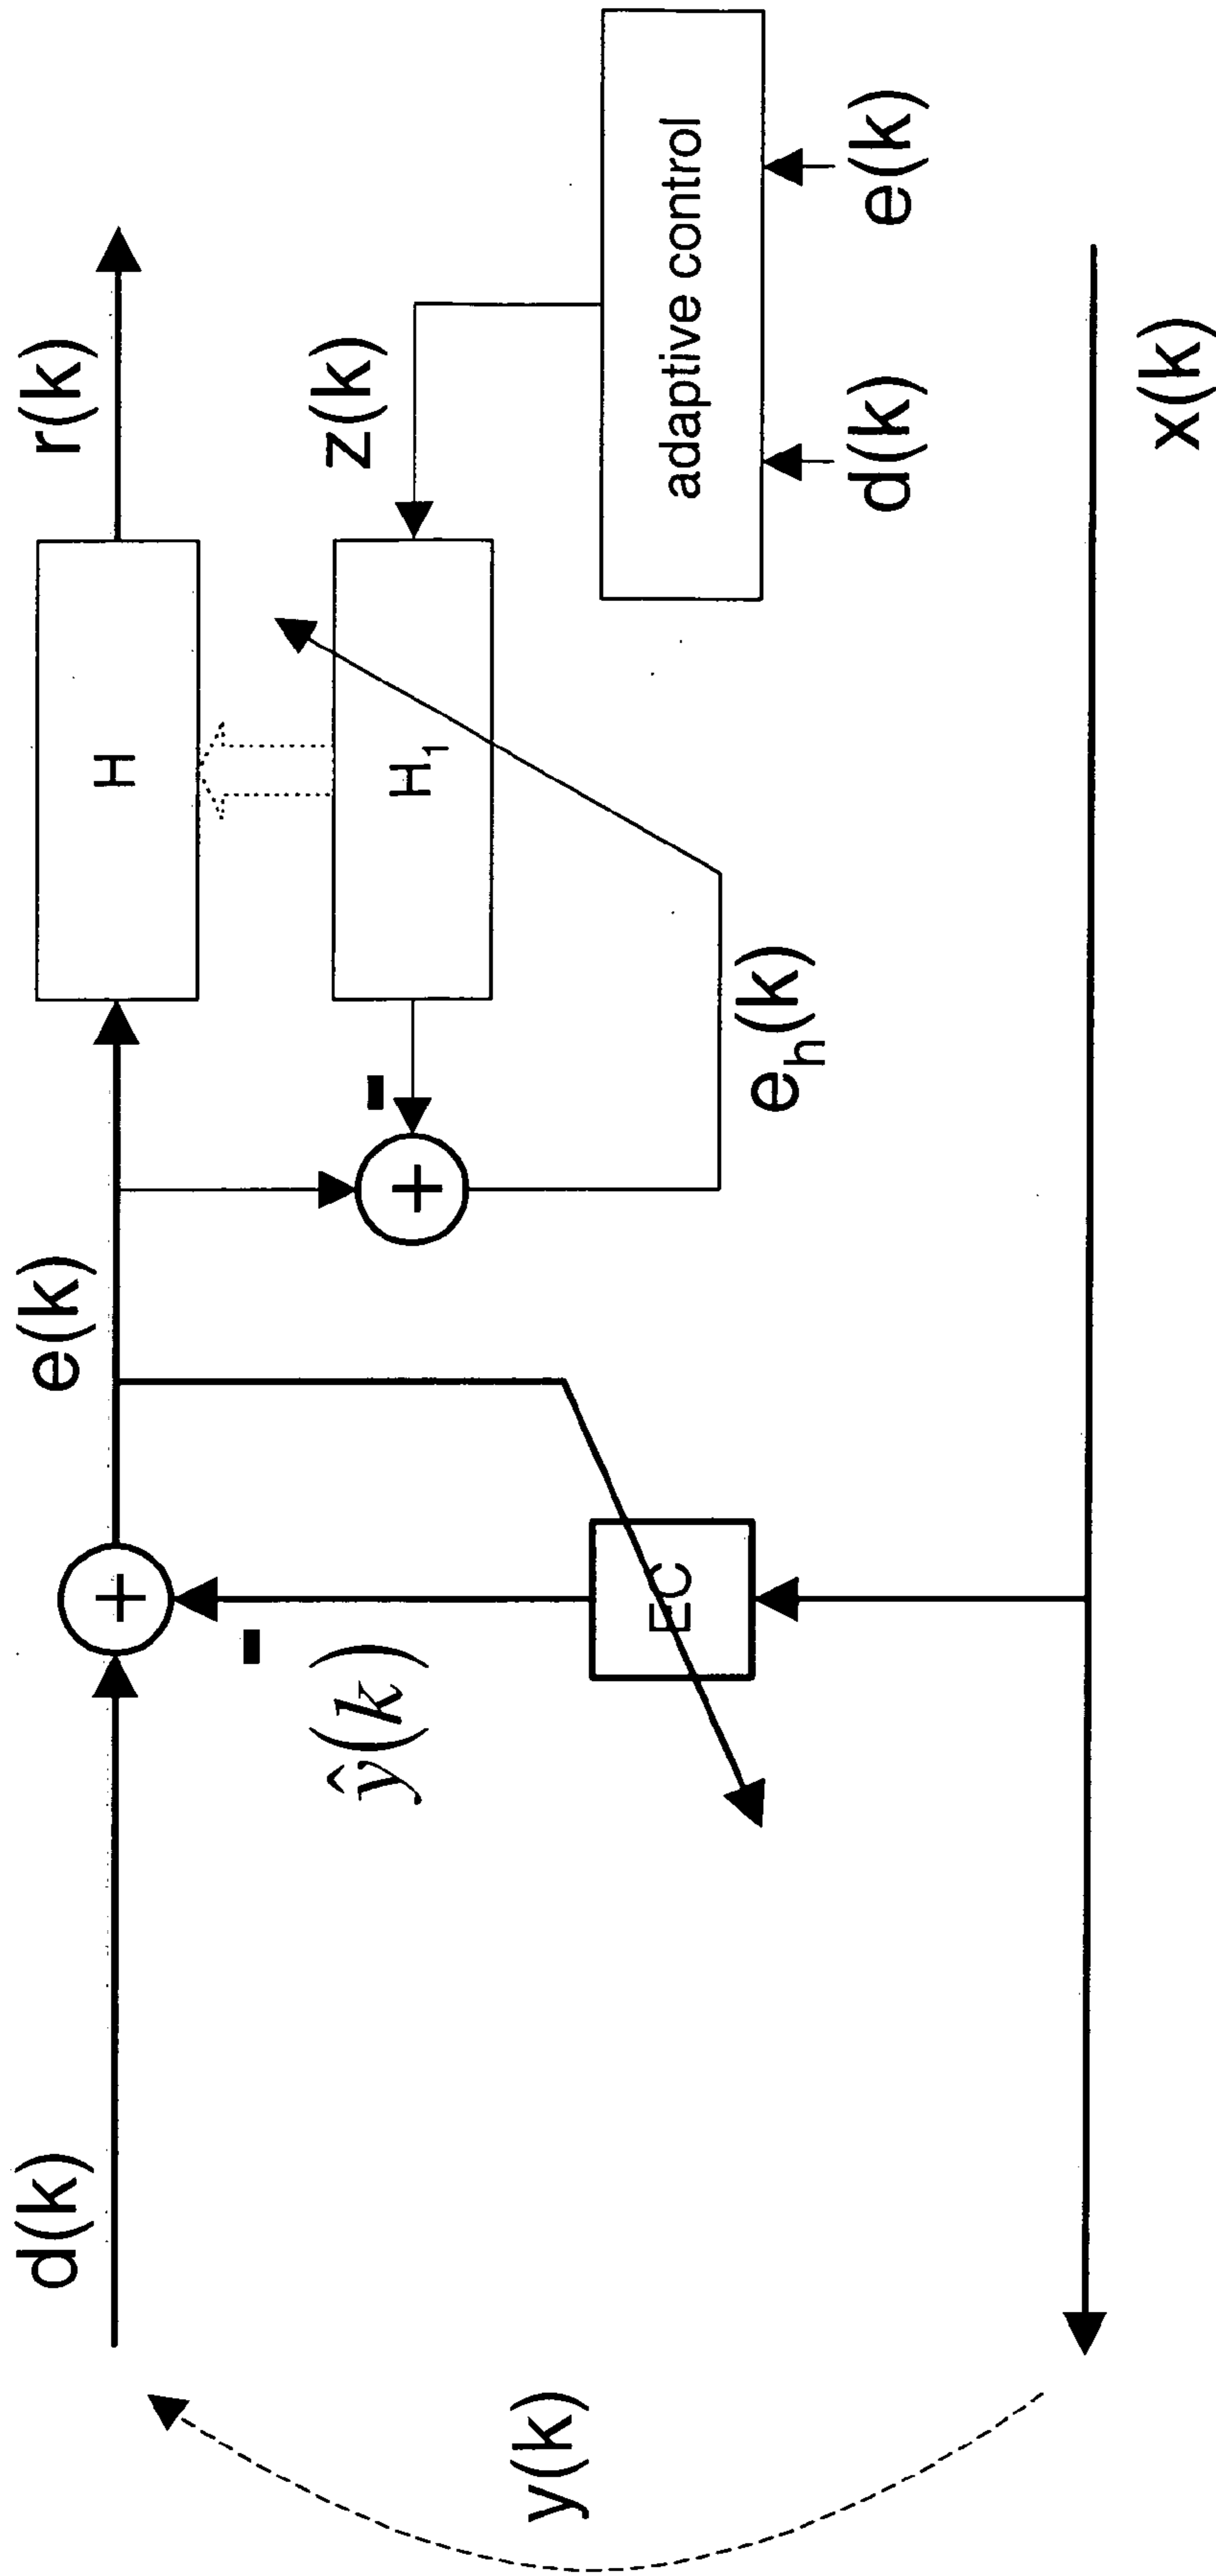 d(k)
+
e(k)
H
r(k)
-
ŷ(k)
-
+
H₁
z(k)
y(k)
EC
eₕ(k)
adaptive control
d(k)
e(k)
x(k)